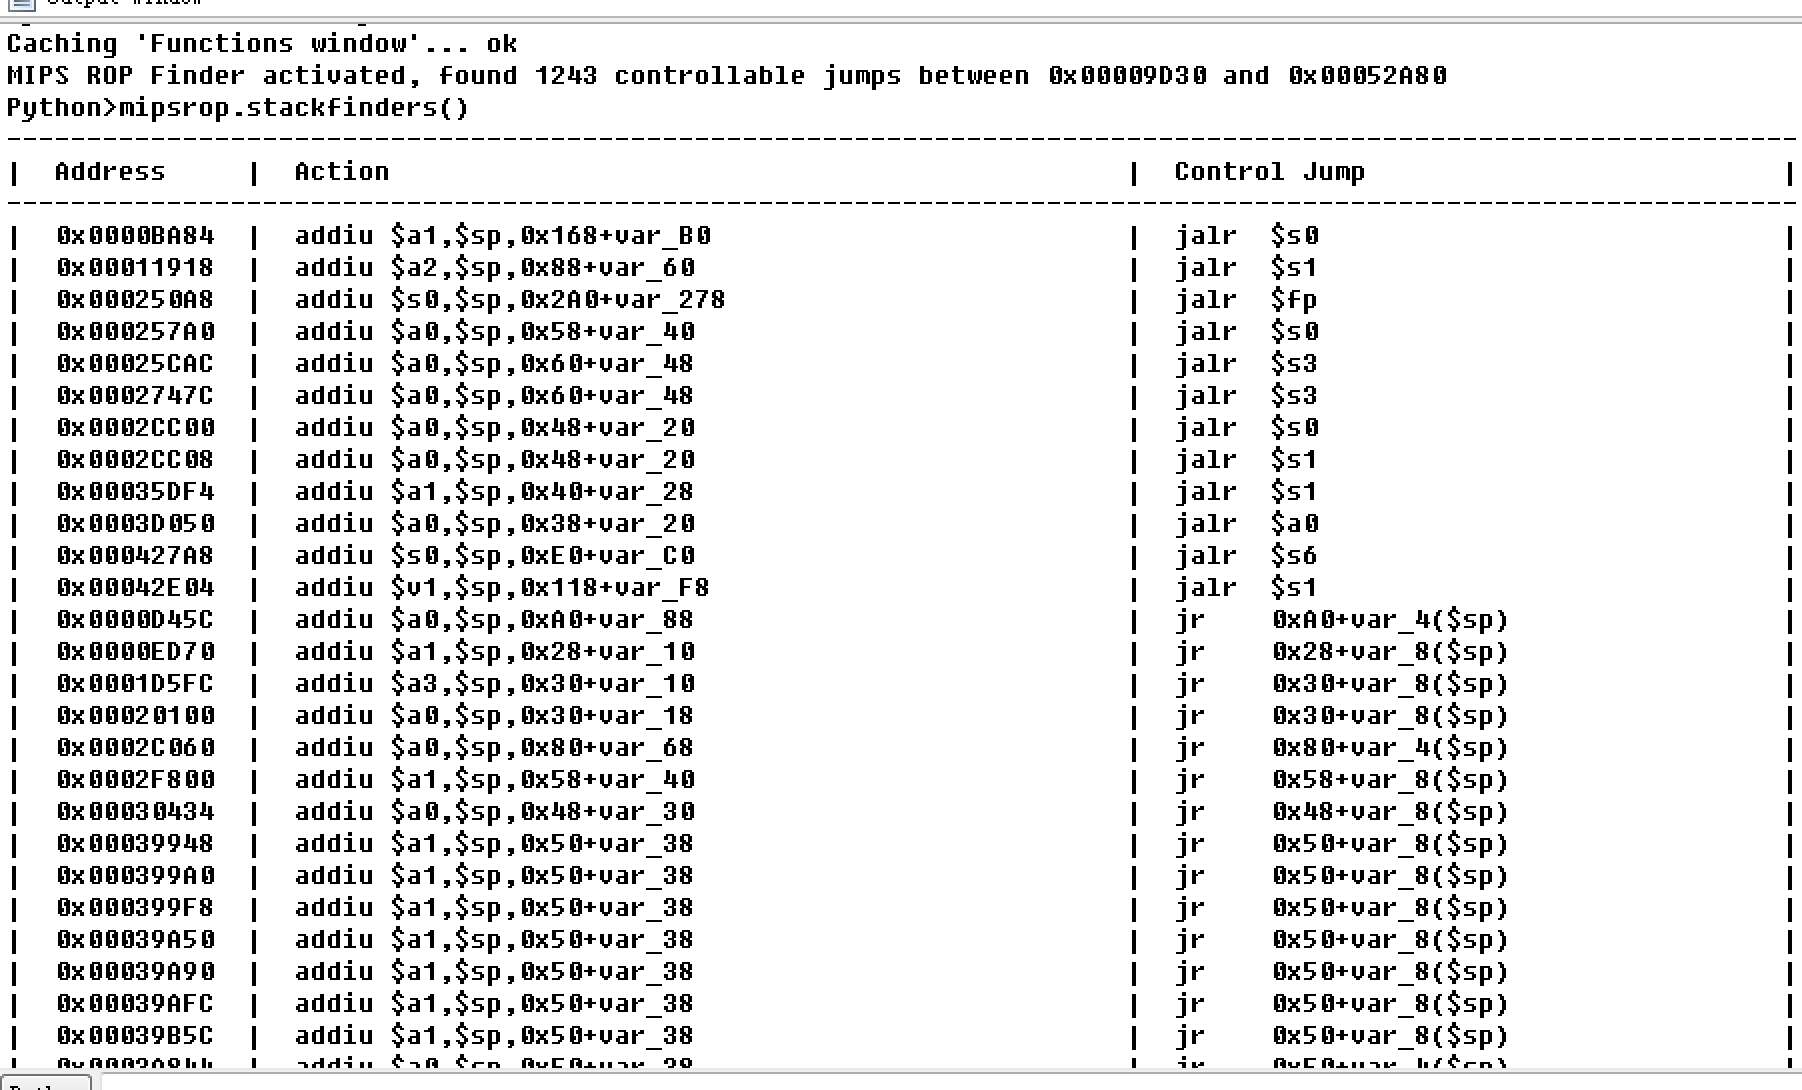 Output window
Caching 'Functions window'... ok
MIPS ROP Finder activated, found 1243 controllable jumps between 0x00009D30 and 0x00052A80
Python>mipsrop.stackfinders()
----------------------------------------------------------------------------------------------------------------
| Address | Action | Control Jump |
----------------------------------------------------------------------------------------------------------------
| 0x0000BA84 | addiu $a1,$sp,0x168+var_B0 | jalr $s0 |
| 0x00011918 | addiu $a2,$sp,0x88+var_60 | jalr $s1 |
| 0x000250A8 | addiu $s0,$sp,0x2A0+var_278 | jalr $fp |
| 0x000257A0 | addiu $a0,$sp,0x58+var_40 | jalr $s0 |
| 0x00025CAC | addiu $a0,$sp,0x60+var_48 | jalr $s3 |
| 0x0002747C | addiu $a0,$sp,0x60+var_48 | jalr $s3 |
| 0x0002CC00 | addiu $a0,$sp,0x48+var_20 | jalr $s0 |
| 0x0002CC08 | addiu $a0,$sp,0x48+var_20 | jalr $s1 |
| 0x00035DF4 | addiu $a1,$sp,0x40+var_28 | jalr $s1 |
| 0x0003D050 | addiu $a0,$sp,0x38+var_20 | jalr $a0 |
| 0x000427A8 | addiu $s0,$sp,0xE0+var_C0 | jalr $s6 |
| 0x00042E04 | addiu $v1,$sp,0x118+var_F8 | jalr $s1 |
| 0x0000D45C | addiu $a0,$sp,0xA0+var_88 | jr 0xA0+var_4($sp) |
| 0x0000ED70 | addiu $a1,$sp,0x28+var_10 | jr 0x28+var_8($sp) |
| 0x0001D5FC | addiu $a3,$sp,0x30+var_10 | jr 0x30+var_8($sp) |
| 0x00020100 | addiu $a0,$sp,0x30+var_18 | jr 0x30+var_8($sp) |
| 0x0002C060 | addiu $a0,$sp,0x80+var_68 | jr 0x80+var_4($sp) |
| 0x0002F800 | addiu $a1,$sp,0x58+var_40 | jr 0x58+var_8($sp) |
| 0x00030434 | addiu $a0,$sp,0x48+var_30 | jr 0x48+var_8($sp) |
| 0x00039948 | addiu $a1,$sp,0x50+var_38 | jr 0x50+var_8($sp) |
| 0x000399A0 | addiu $a1,$sp,0x50+var_38 | jr 0x50+var_8($sp) |
| 0x000399F8 | addiu $a1,$sp,0x50+var_38 | jr 0x50+var_8($sp) |
| 0x00039A50 | addiu $a1,$sp,0x50+var_38 | jr 0x50+var_8($sp) |
| 0x00039A90 | addiu $a1,$sp,0x50+var_38 | jr 0x50+var_8($sp) |
| 0x00039AFC | addiu $a1,$sp,0x50+var_38 | jr 0x50+var_8($sp) |
| 0x00039B5C | addiu $a1,$sp,0x50+var_38 | jr 0x50+var_8($sp) |